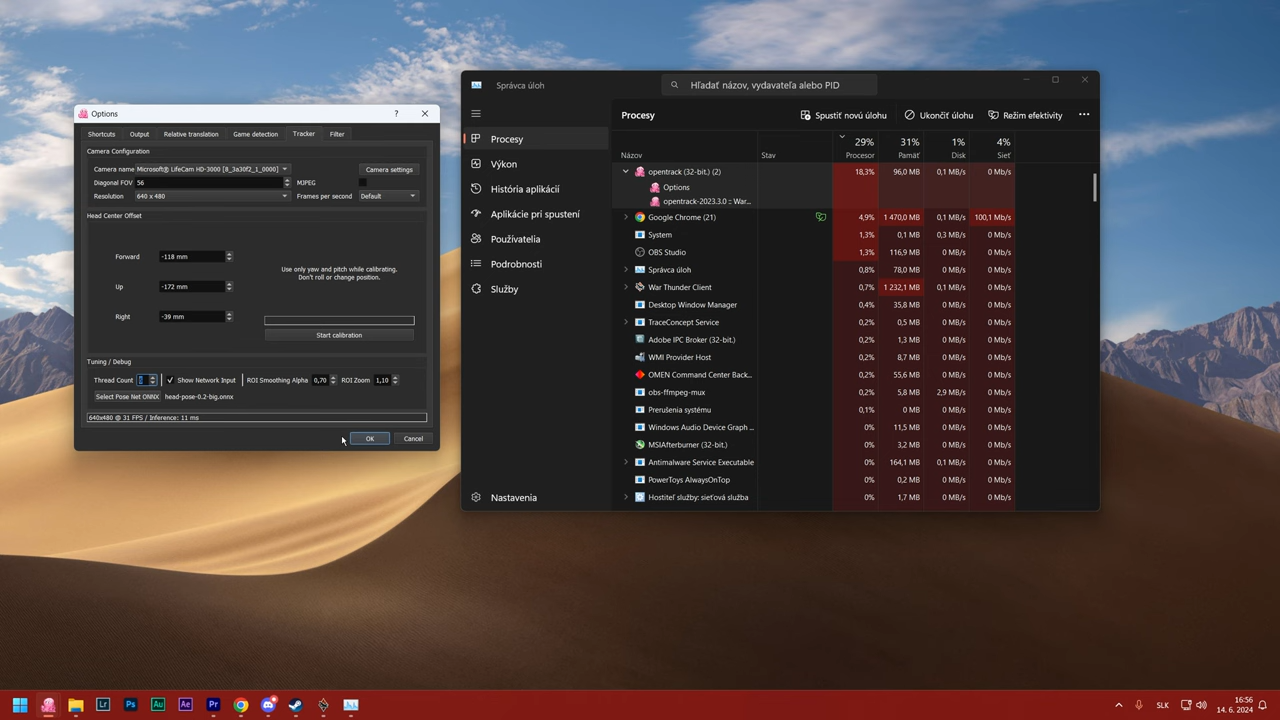 Options
?
Shortcuts Output Relative translation Game detection Tracker Filter
Camera Configuration
Camera name Microsoft® LifeCam HD-3000 [8_3a30f2_1_0000] Camera settings
Diagonal FOV 56 MJPEG
Resolution 640 x 480 Frames per second Default
Head Center Offset
Forward -118 mm
Use only yaw and pitch while calibrating.
Don't roll or change position.
Up -172 mm
Right -39 mm
Start calibration
Tuning / Debug
Thread Count Show Network Input ROI Smoothing Alpha 0,70 ROI Zoom 1,10
Select Pose Net ONNX head-pose-0.2-big.onnx
640x480 @ 31 FPS / Inference: 11 ms
OK Cancel
Správca úloh
Hľadať názov, vydavateľa alebo PID
Procesy
Výkon
História aplikácií
Aplikácie pri spustení
Používatelia
Podrobnosti
Služby
Nastavenia
Procesy Spustiť novú úlohu Ukončiť úlohu Režim efektivity
29% 31% 1% 4%
Názov Stav Procesor Pamäť Disk Sieť
opentrack (32-bit.) (2) 18,3% 96,0 MB 0,1 MB/s 0 Mb/s
Options
opentrack-2023.3.0 :: War...
Google Chrome (21) 4,9% 1 470,0 MB 0,1 MB/s 100,1 Mb/s
System 1,3% 0,1 MB 0,3 MB/s 0 Mb/s
OBS Studio 1,3% 116,9 MB 0 MB/s 0 Mb/s
Správca úloh 0,8% 78,0 MB 0 MB/s 0 Mb/s
War Thunder Client 0,7% 1 232,1 MB 0 MB/s 0 Mb/s
Desktop Window Manager 0,4% 35,8 MB 0 MB/s 0 Mb/s
TraceConcept Service 0,2% 0,5 MB 0 MB/s 0 Mb/s
Adobe IPC Broker (32-bit.) 0,2% 1,3 MB 0 MB/s 0 Mb/s
WMI Provider Host 0,2% 8,7 MB 0 MB/s 0 Mb/s
OMEN Command Center Back... 0,2% 55,6 MB 0 MB/s 0 Mb/s
obs-ffmpeg-mux 0,2% 5,8 MB 2,9 MB/s 0 Mb/s
Prerušenia systému 0,1% 0 MB 0 MB/s 0 Mb/s
Windows Audio Device Graph ... 0% 11,5 MB 0 MB/s 0 Mb/s
MSIAfterburner (32-bit.) 0% 3,2 MB 0 MB/s 0 Mb/s
Antimalware Service Executable 0% 164,1 MB 0,1 MB/s 0 Mb/s
PowerToys AlwaysOnTop 0% 0,2 MB 0 MB/s 0 Mb/s
Hostiteľ služby: sieťová služba 0% 1,7 MB 0 MB/s 0 Mb/s
Lr Ps Au Ae Pr
SLK
16:56
14. 6. 2024